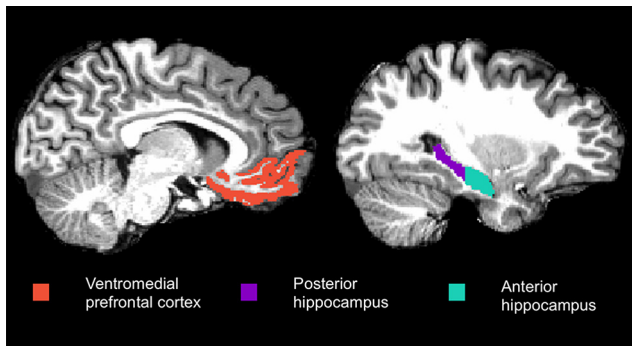 Ventromedial
prefrontal cortex
Posterior
hippocampus
Anterior
hippocampus